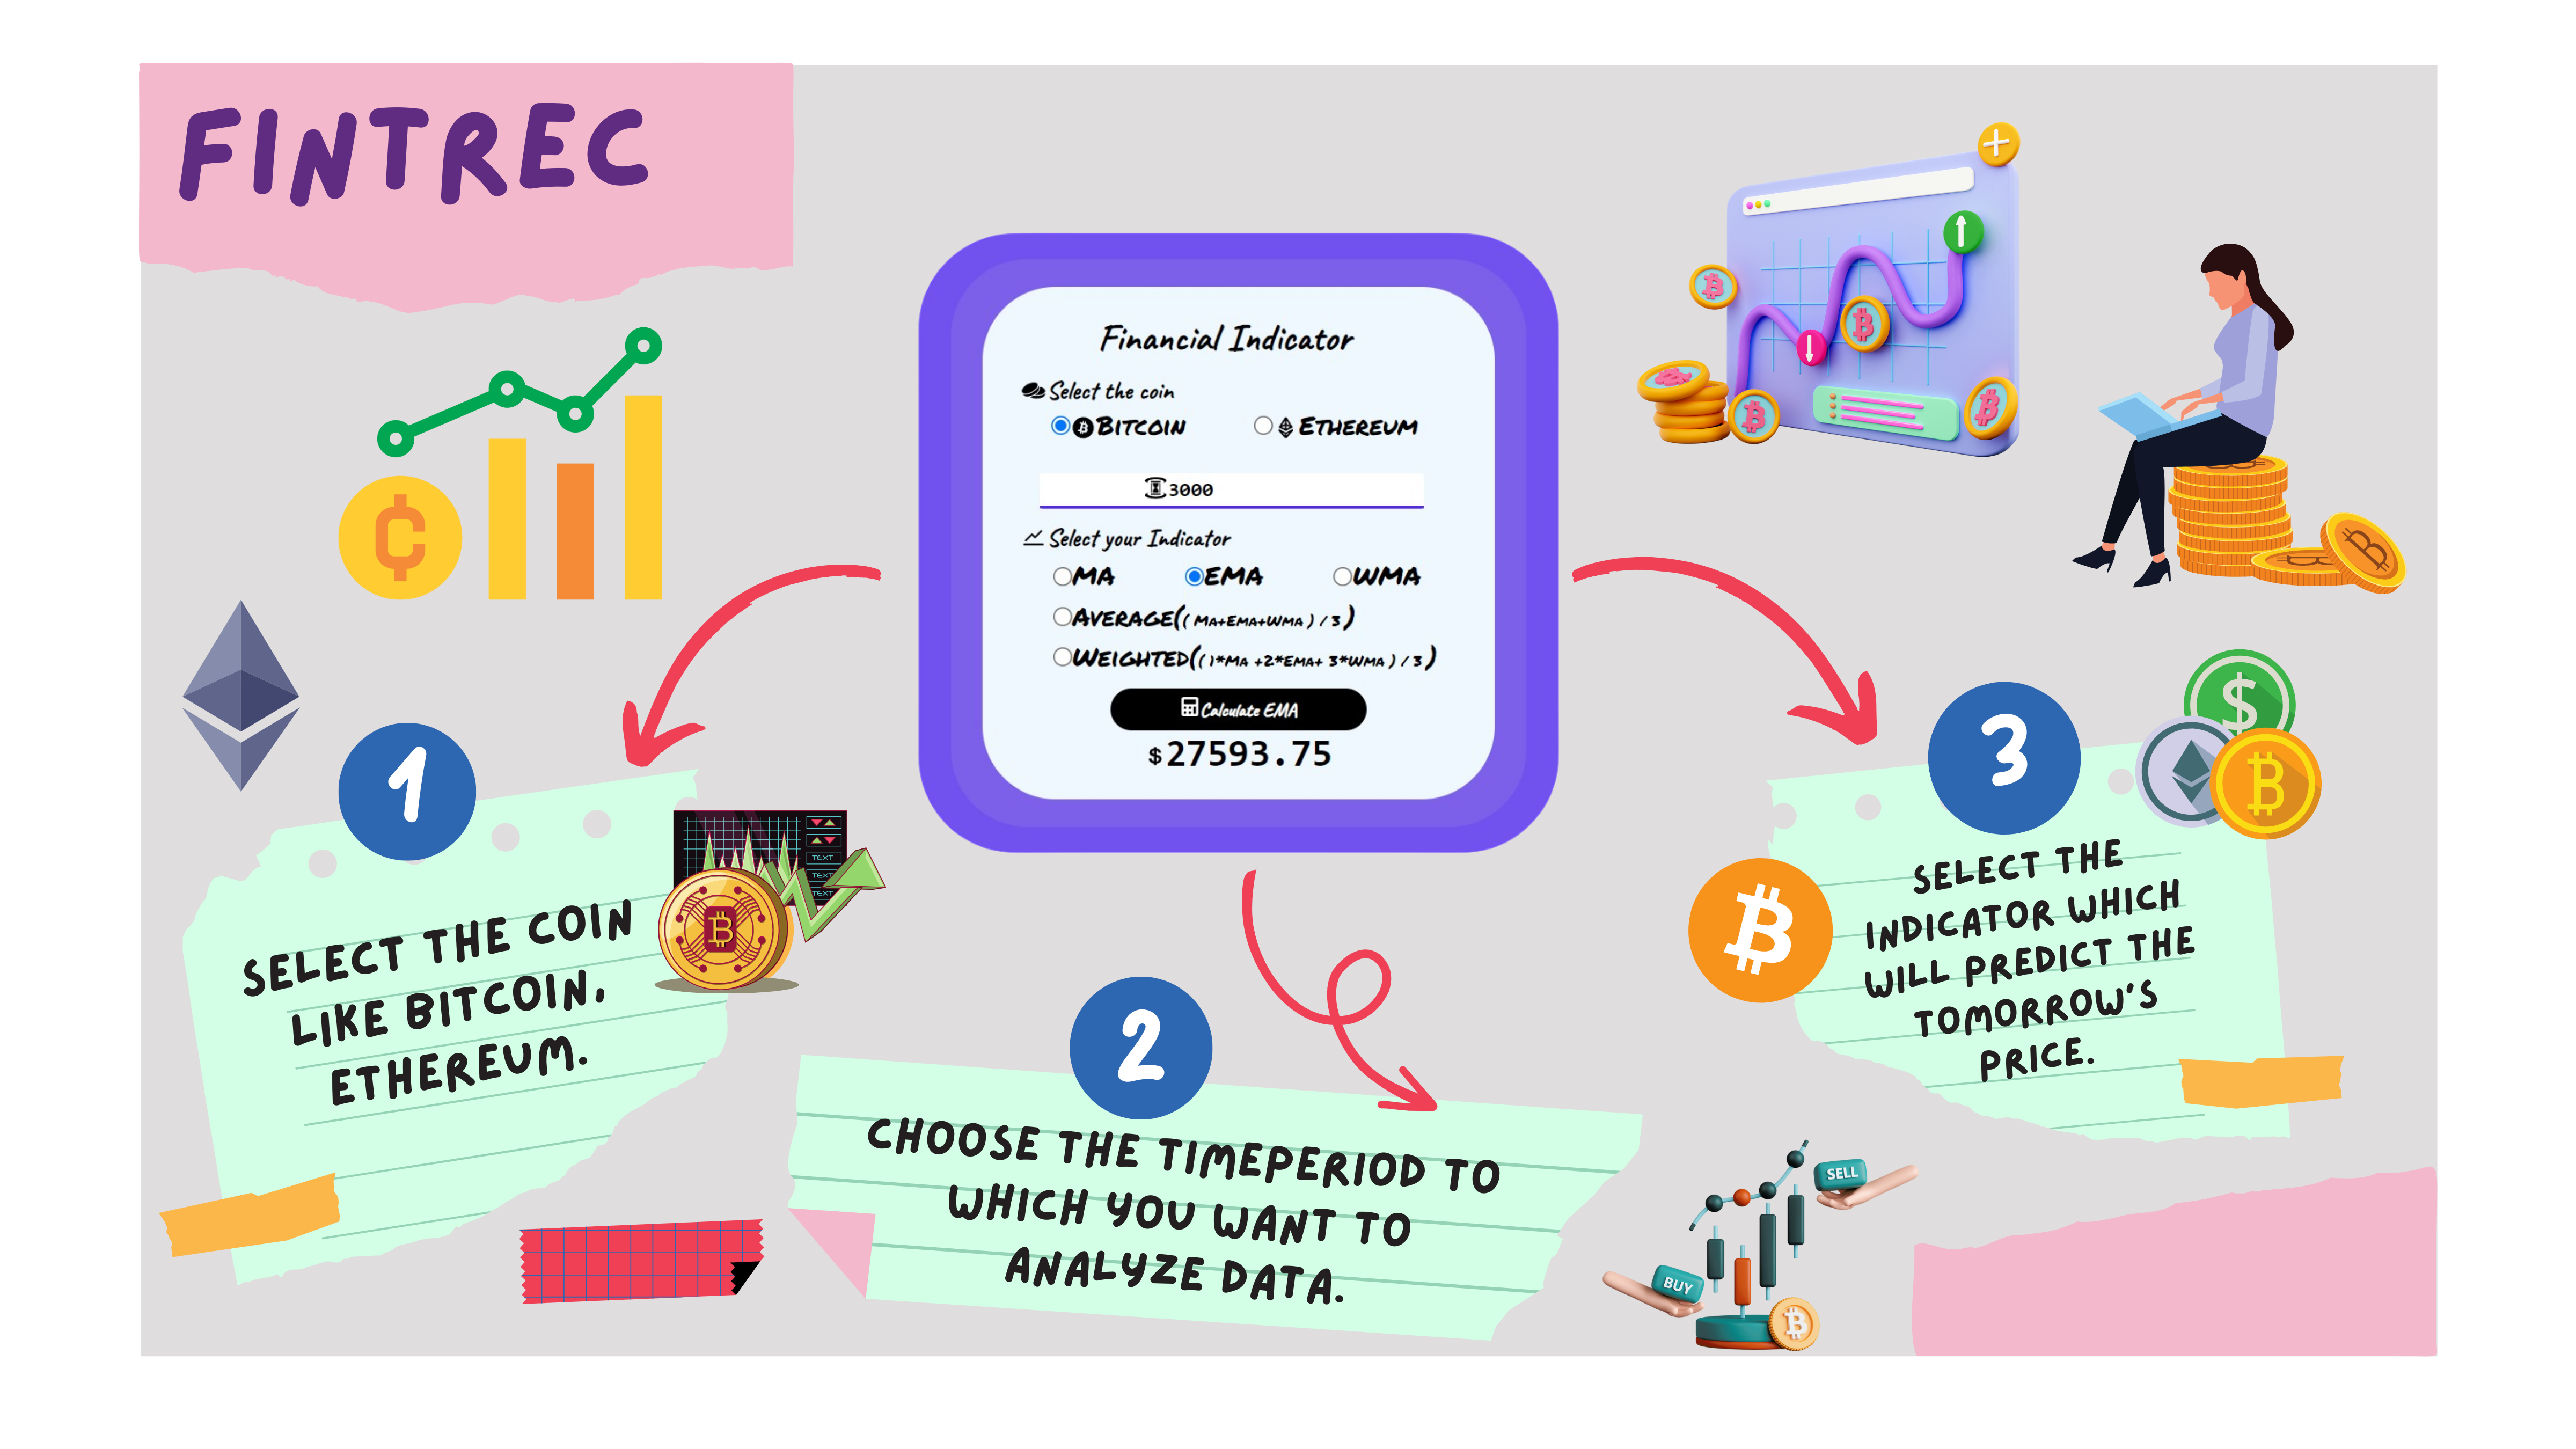 FINTREC
Financial Indicator
Select the coin
BITCOIN ETHEREUM
3000
Select your Indicator
MA EMA WMA
AVERAGE(( MA+EMA+WMA ) / 3 )
WEIGHTED(( 1*MA +2*EMA+ 3*WMA ) / 3 )
Calculate EMA
$27593.75
1
SELECT THE COIN
LIKE BITCOIN,
ETHEREUM.
TEXT
TEXT
TEXT
2
CHOOSE THE TIMEPERIOD TO
WHICH YOU WANT TO
ANALYZE DATA.
3
SELECT THE
INDICATOR WHICH
WILL PREDICT THE
TOMORROW'S
PRICE.
SELL
BUY